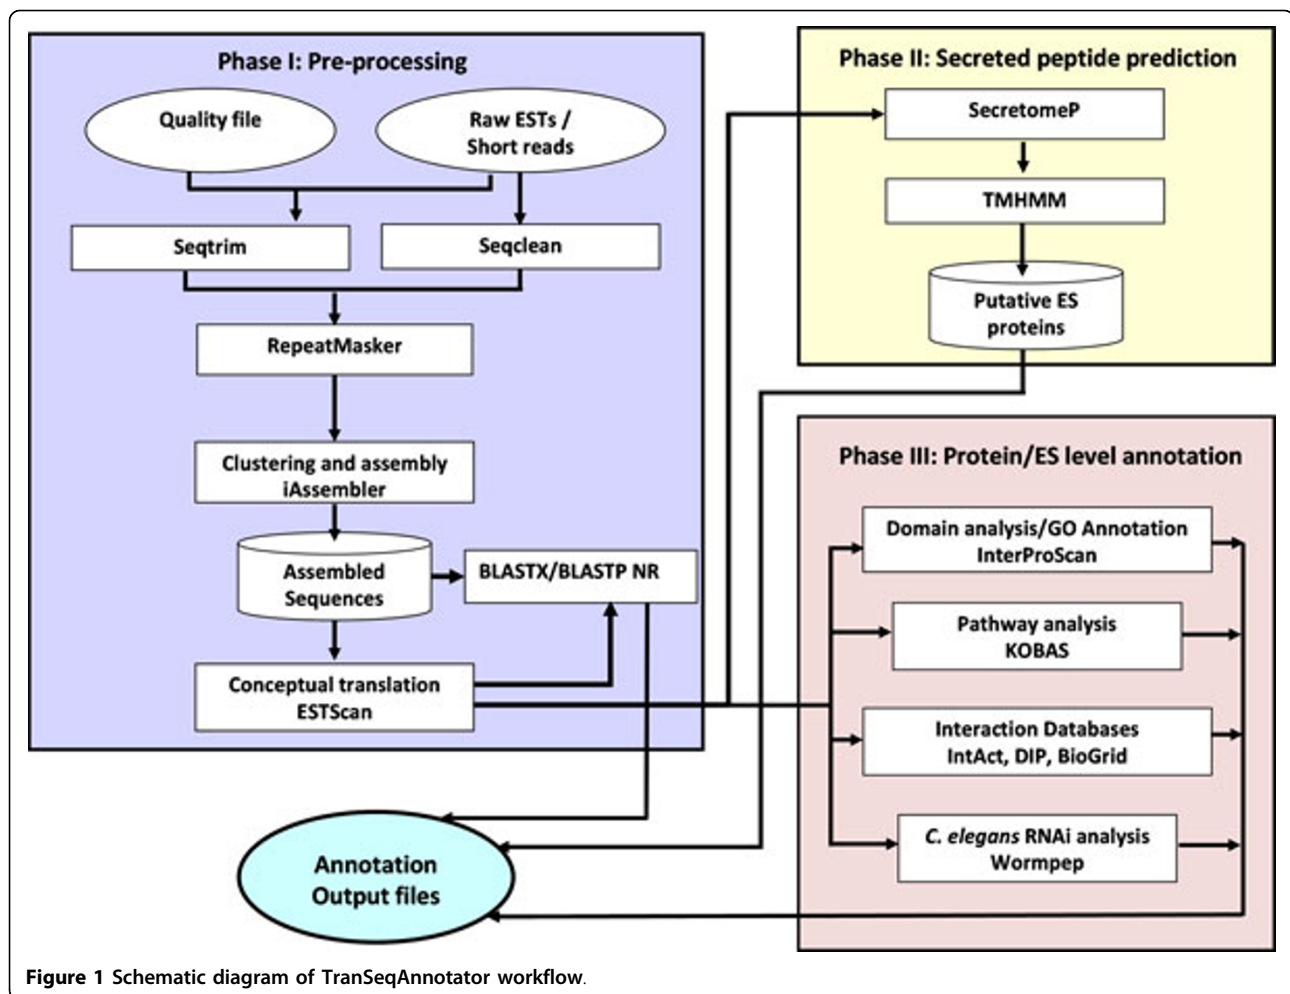 Phase I: Pre-processing
Quality file
Raw ESTs /
Short reads
Seqtrim
Seqclean
RepeatMasker
Clustering and assembly
iAssembler
Assembled
Sequences
BLASTX/BLASTP NR
Conceptual translation
ESTScan
Phase II: Secreted peptide prediction
SecretomeP
TMHMM
Putative ES
proteins
Phase III: Protein/ES level annotation
Domain analysis/GO Annotation
InterProScan
Pathway analysis
KOBAS
Interaction Databases
IntAct, DIP, BioGrid
C. elegans RNAi analysis
Wormpep
Annotation
Output files
Figure 1 Schematic diagram of TranSeqAnnotator workflow.